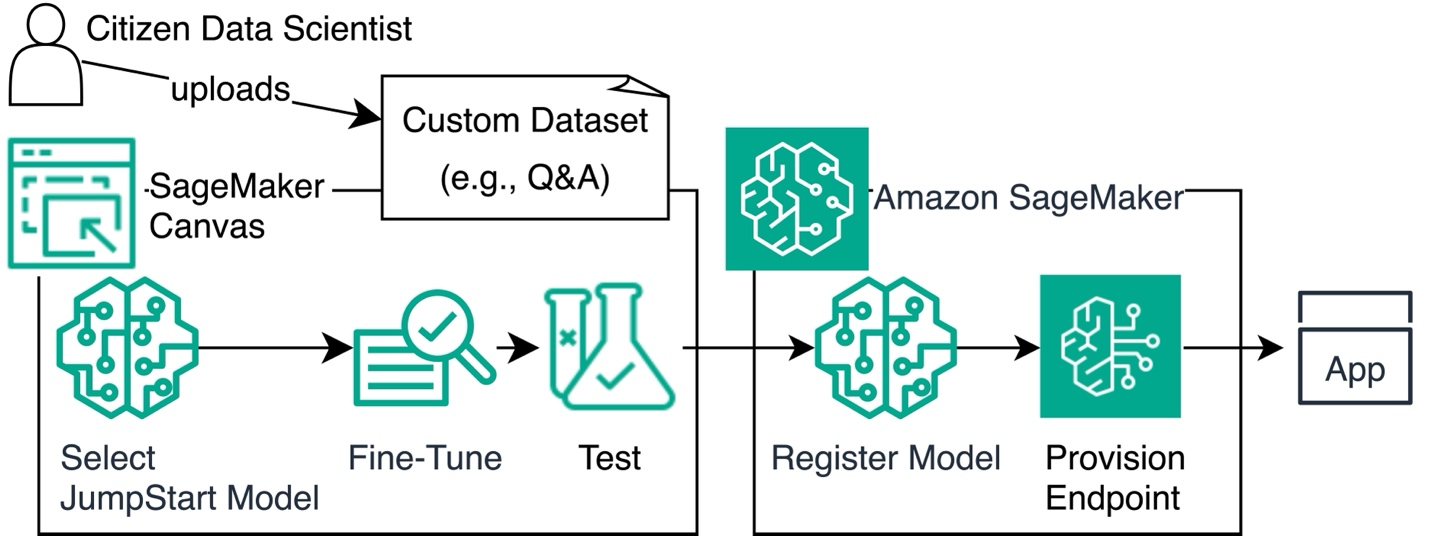 Citizen Data Scientist
uploads
Custom Dataset
(e.g., Q&A)
SageMaker
Canvas
Amazon SageMaker
Select
JumpStart Model
Fine-Tune
Test
Register Model
Provision
Endpoint
App